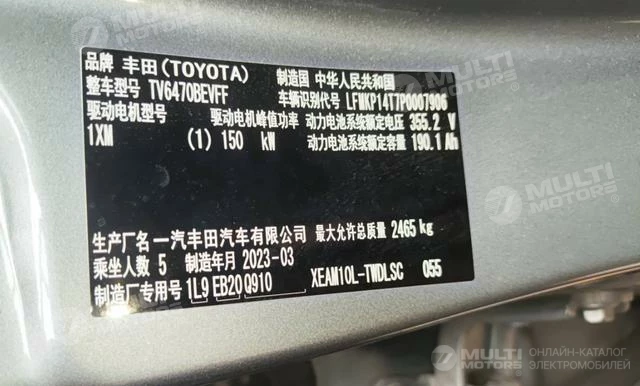 品牌 丰田(TOYOTA) 制造国 中华人民共和国
整车型号 TV6470BEVFF 车辆识别代号 LFMKP14T7P0007906
驱动电机型号 驱动电机峰值功率 动力电池系统额定电压 355.2 V
1XM (1) 150 kW 动力电池系统额定容量 190.1 Ah
生产厂名一汽丰田汽车有限公司 最大允许总质量 2465 kg
乘坐人数 5 制造年月 2023-03
制造厂专用号 1L9 EB20 Q910 XEAM10L-TWDLSC 055
MULTI MOTORS
MULTI MOTORS
MULTI MOTORS
MULTI MOTORS
ОНЛАЙН-КАТАЛОГ
ЭЛЕКТРОМОБИЛЕЙ